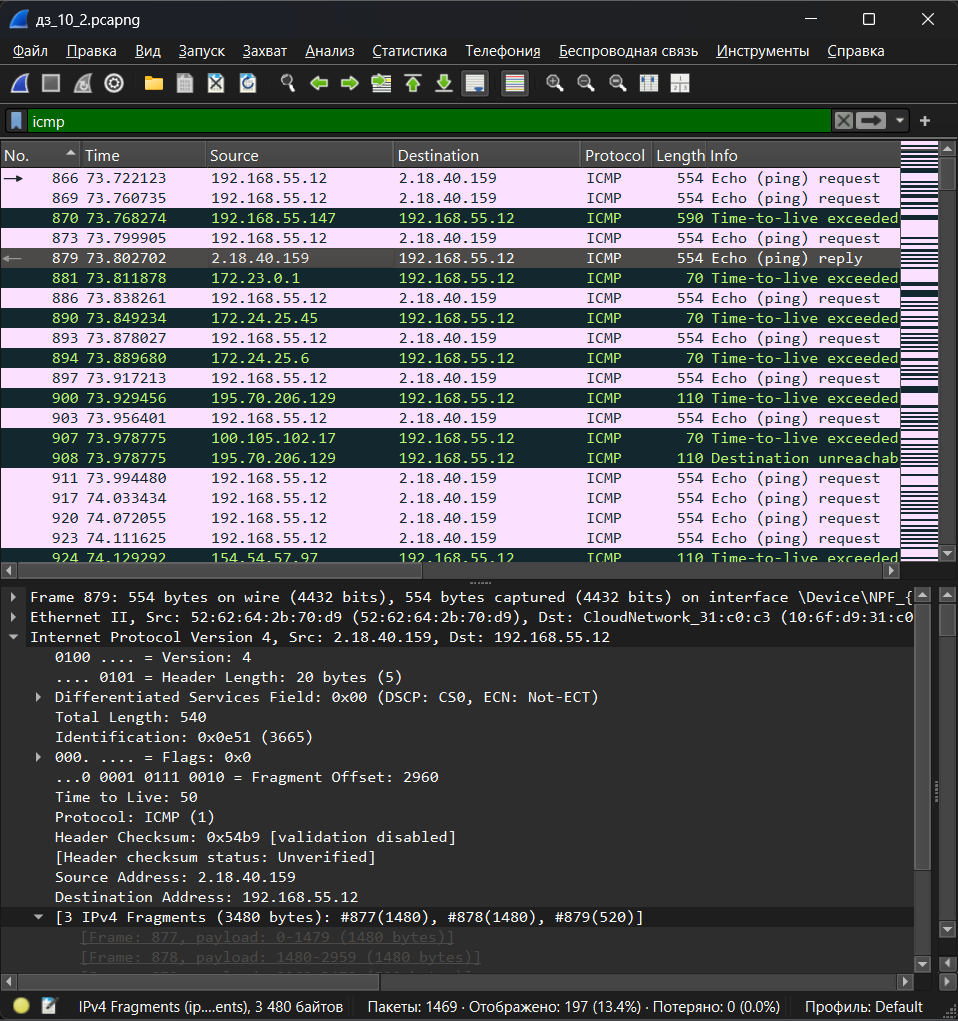 дз_10_2.pcapng
Файл Правка Вид Запуск Захват Анализ Статистика Телефония Беспроводная связь Инструменты Справка
icmp
No. Time Source Destination Protocol Length Info
866 73.722123 192.168.55.12 2.18.40.159 ICMP 554 Echo (ping) request
869 73.760735 192.168.55.12 2.18.40.159 ICMP 554 Echo (ping) request
870 73.768274 192.168.55.147 192.168.55.12 ICMP 590 Time-to-live exceeded
873 73.799905 192.168.55.12 2.18.40.159 ICMP 554 Echo (ping) request
879 73.802702 2.18.40.159 192.168.55.12 ICMP 554 Echo (ping) reply
881 73.811878 172.23.0.1 192.168.55.12 ICMP 70 Time-to-live exceeded
886 73.838261 192.168.55.12 2.18.40.159 ICMP 554 Echo (ping) request
890 73.849234 172.24.25.45 192.168.55.12 ICMP 70 Time-to-live exceeded
893 73.878027 192.168.55.12 2.18.40.159 ICMP 554 Echo (ping) request
894 73.889680 172.24.25.6 192.168.55.12 ICMP 70 Time-to-live exceeded
897 73.917213 192.168.55.12 2.18.40.159 ICMP 554 Echo (ping) request
900 73.929456 195.70.206.129 192.168.55.12 ICMP 110 Time-to-live exceeded
903 73.956401 192.168.55.12 2.18.40.159 ICMP 554 Echo (ping) request
907 73.978775 100.105.102.17 192.168.55.12 ICMP 70 Time-to-live exceeded
908 73.978775 195.70.206.129 192.168.55.12 ICMP 110 Destination unreachab
911 73.994480 192.168.55.12 2.18.40.159 ICMP 554 Echo (ping) request
917 74.033434 192.168.55.12 2.18.40.159 ICMP 554 Echo (ping) request
920 74.072055 192.168.55.12 2.18.40.159 ICMP 554 Echo (ping) request
923 74.111625 192.168.55.12 2.18.40.159 ICMP 554 Echo (ping) request
924 74.129292 154.54.57.97 192.168.55.12 ICMP 110 Time-to-live exceeded
Frame 879: 554 bytes on wire (4432 bits), 554 bytes captured (4432 bits) on interface \Device\NPF_{
Ethernet II, Src: 52:62:64:2b:70:d9 (52:62:64:2b:70:d9), Dst: CloudNetwork_31:c0:c3 (10:6f:d9:31:c0
Internet Protocol Version 4, Src: 2.18.40.159, Dst: 192.168.55.12
0100 .... = Version: 4
.... 0101 = Header Length: 20 bytes (5)
Differentiated Services Field: 0x00 (DSCP: CS0, ECN: Not-ECT)
Total Length: 540
Identification: 0x0e51 (3665)
000. .... = Flags: 0x0
...0 0001 0111 0010 = Fragment Offset: 2960
Time to Live: 50
Protocol: ICMP (1)
Header Checksum: 0x54b9 [validation disabled]
[Header checksum status: Unverified]
Source Address: 2.18.40.159
Destination Address: 192.168.55.12
[3 IPv4 Fragments (3480 bytes): #877(1480), #878(1480), #879(520)]
[Frame: 877, payload: 0-1479 (1480 bytes)]
[Frame: 878, payload: 1480-2959 (1480 bytes)]
IPv4 Fragments (ip....ents), 3 480 байтов Пакеты: 1469 · Отображено: 197 (13.4%) · Потеряно: 0 (0.0%) Профиль: Default